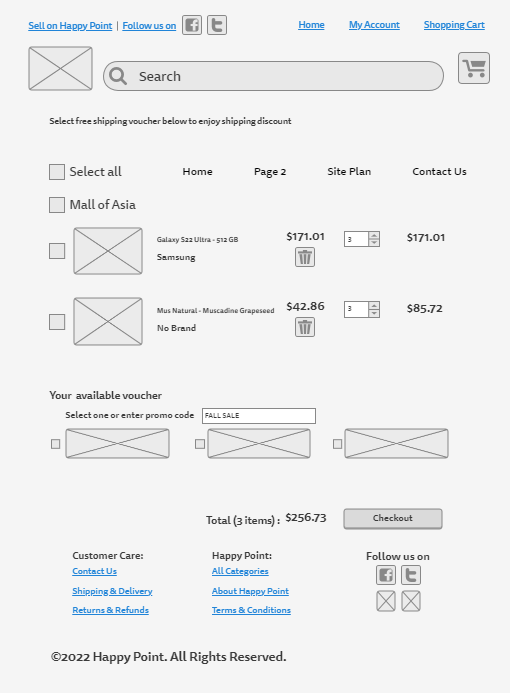 Sell on Happy Point | Follow us on Home My Account Shopping Cart
Search
Select free shipping voucher below to enjoy shipping discount
Select all Home Page 2 Site Plan Contact Us
Mall of Asia
Galaxy S22 Ultra - 512 GB $171.01 3 $171.01
Samsung
Mus Natural - Muscadine Grapeseed $42.86 3 $85.72
No Brand
Your available voucher
Select one or enter promo code FALL SALE
Total (3 items) : $256.73 Checkout
Customer Care: Happy Point: Follow us on
Contact Us All Categories
Shipping & Delivery About Happy Point
Returns & Refunds Terms & Conditions
©2022 Happy Point. All Rights Reserved.